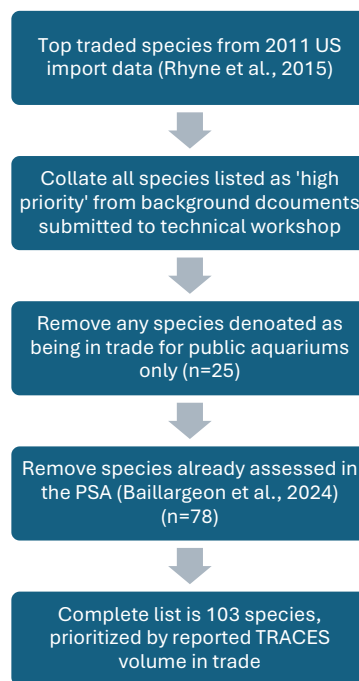 Top traded species from 2011 US
import data (Rhyne et al., 2015)
Collate all species listed as 'high
priority' from background dcouments
submitted to technical workshop
Remove any species denoated as
being in trade for public aquariums
only (n=25)
Remove species already assessed in
the PSA (Baillargeon et al., 2024)
(n=78)
Complete list is 103 species,
prioritized by reported TRACES
volume in trade